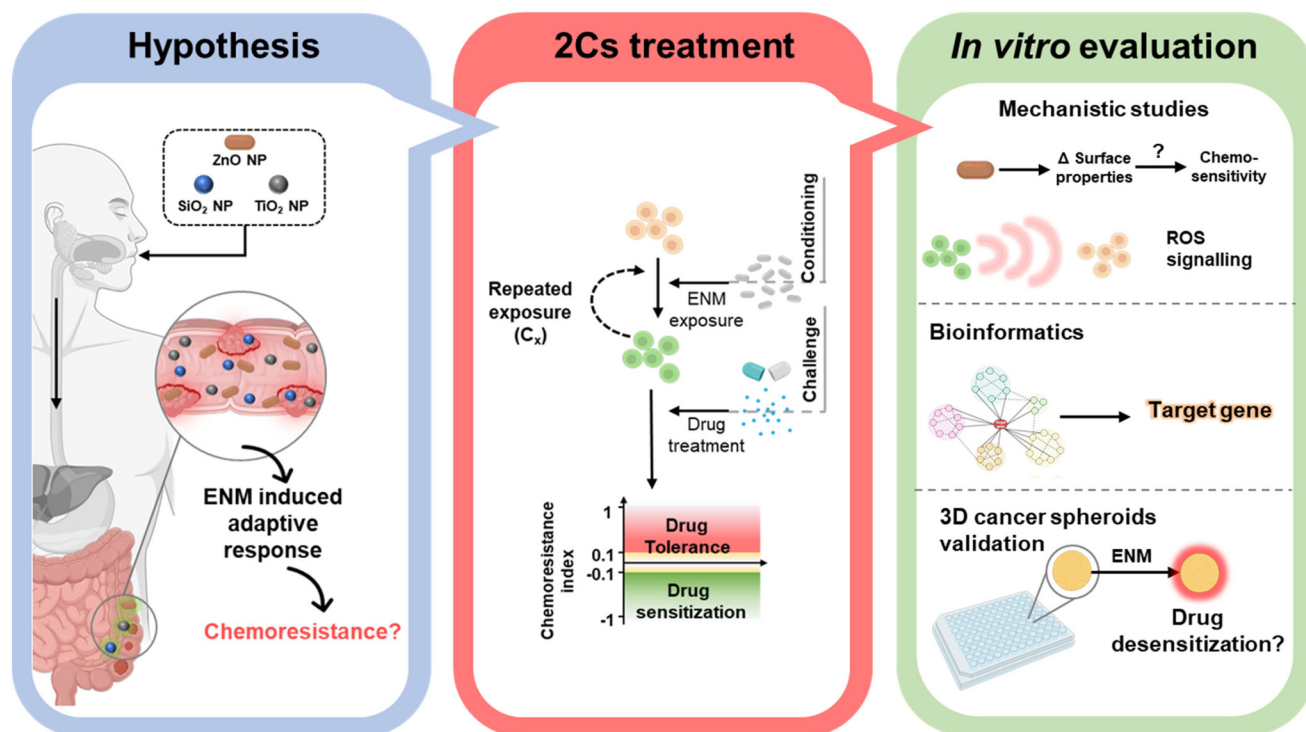 Hypothesis
ZnO NP
SiO₂ NP
TiO₂ NP
ENM induced
adaptive
response
Chemoresistance?
2Cs treatment
Conditioning
Repeated
exposure
(Cₓ)
ENM
exposure
Challenge
Drug
treatment
Chemoresistance
index
1
0.1
-0.1
-1
Drug
Tolerance
Drug
sensitization
In vitro evaluation
Mechanistic studies
Δ Surface
properties
?
Chemo-
sensitivity
ROS
signalling
Bioinformatics
Target gene
3D cancer spheroids
validation
ENM
Drug
desensitization?